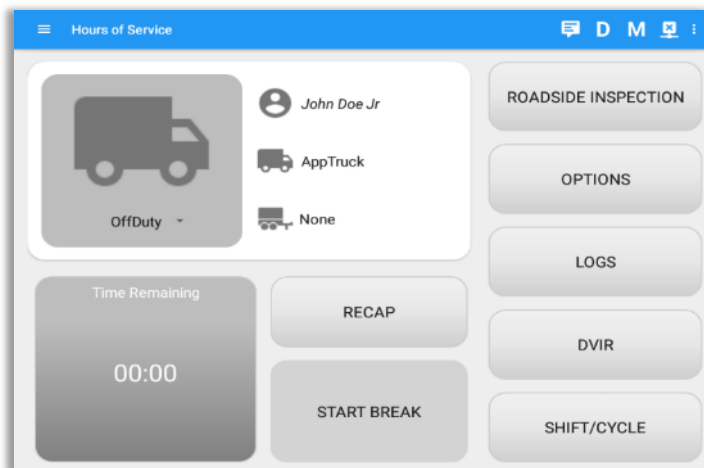 Hours of Service
D M
John Doe Jr
AppTruck
None
OffDuty
Time Remaining
00:00
RECAP
START BREAK
ROADSIDE INSPECTION
OPTIONS
LOGS
DVIR
SHIFT/CYCLE